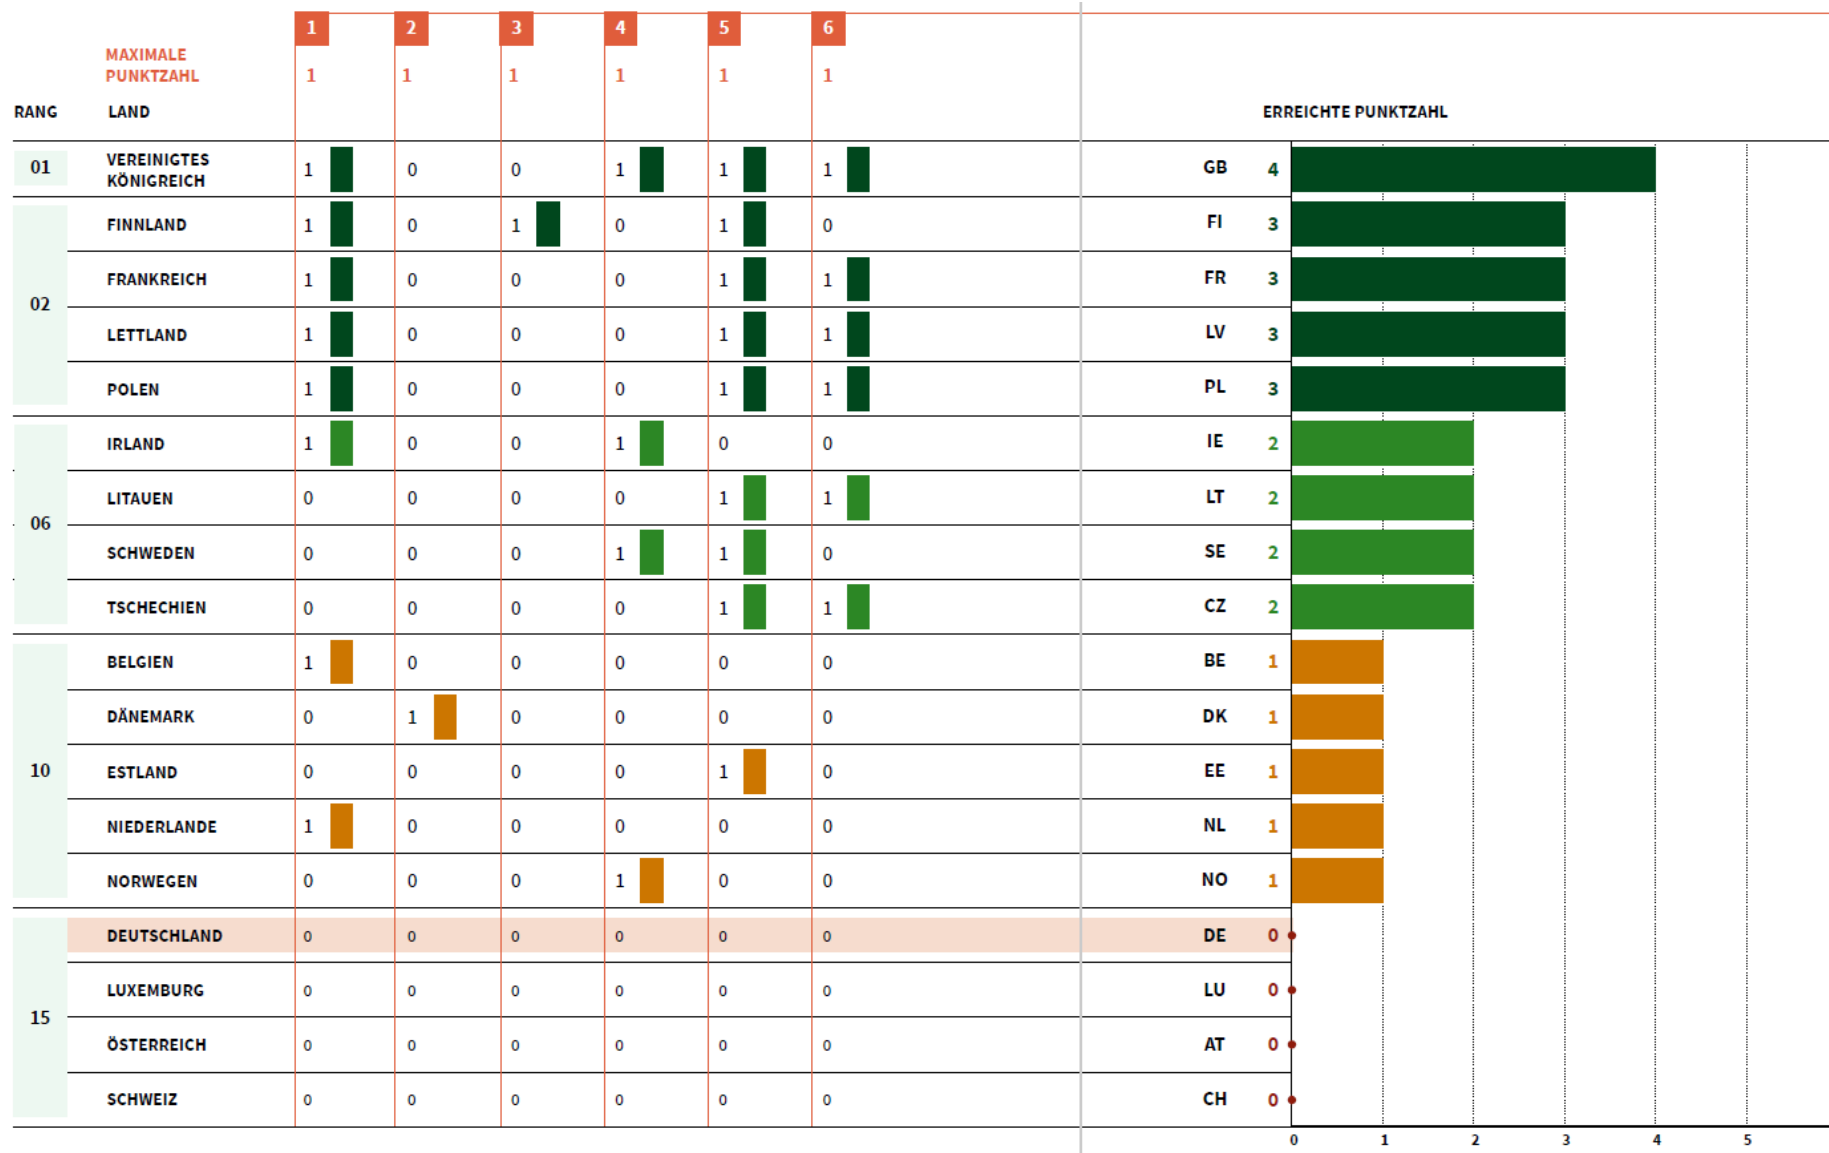 1 2 3 4 5 6
MAXIMALE
PUNKTZAHL 1 1 1 1 1 1
RANG LAND ERREICHTE PUNKTZAHL
01 VEREINIGTES
KÖNIGREICH 1 0 0 1 1 1 GB 4
FINNLAND 1 0 1 0 1 0 FI 3
FRANKREICH 1 0 0 0 1 1 FR 3
02
LETTLAND 1 0 0 0 1 1 LV 3
POLEN 1 0 0 0 1 1 PL 3
IRLAND 1 0 0 1 0 0 IE 2
LITAUEN 0 0 0 0 1 1 LT 2
06
SCHWEDEN 0 0 0 1 1 0 SE 2
TSCHECHIEN 0 0 0 0 1 1 CZ 2
BELGIEN 1 0 0 0 0 0 BE 1
DÄNEMARK 0 1 0 0 0 0 DK 1
10 ESTLAND 0 0 0 0 1 0 EE 1
NIEDERLANDE 1 0 0 0 0 0 NL 1
NORWEGEN 0 0 0 1 0 0 NO 1
DEUTSCHLAND 0 0 0 0 0 0 DE 0
LUXEMBURG 0 0 0 0 0 0 LU 0
15
ÖSTERREICH 0 0 0 0 0 0 AT 0
SCHWEIZ 0 0 0 0 0 0 CH 0
0 1 2 3 4 5